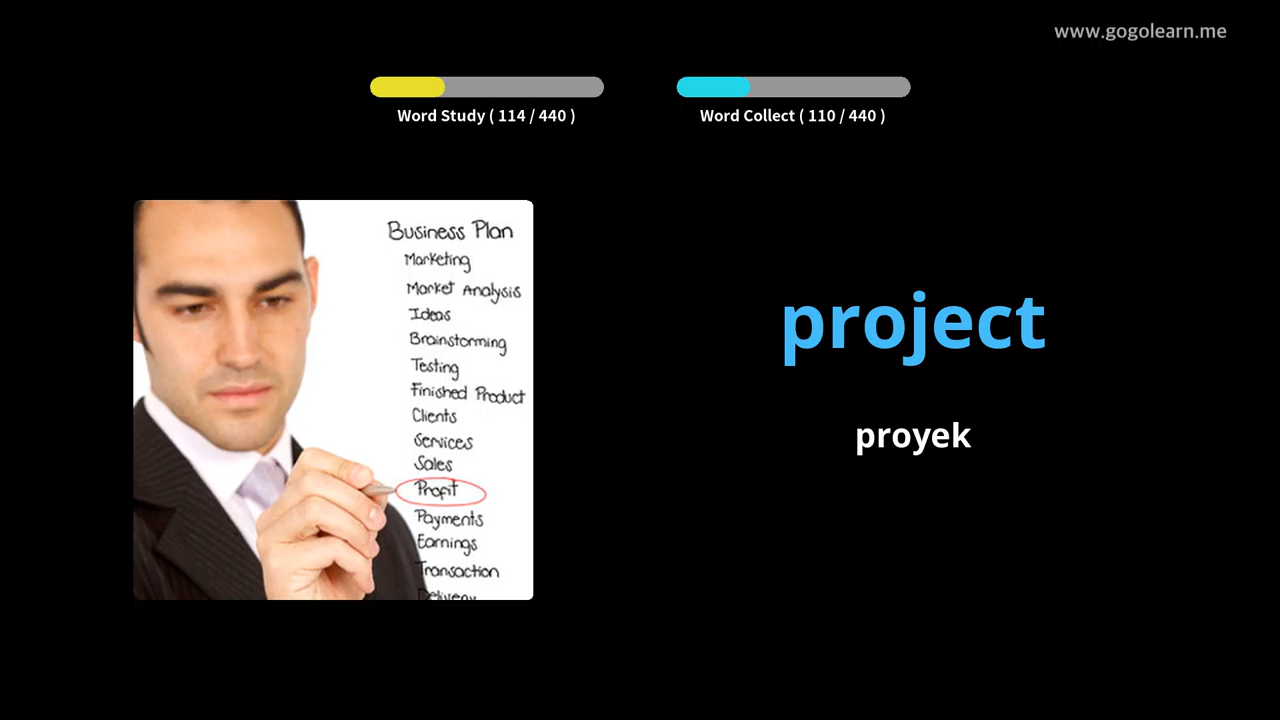 www.gogolearn.me
Word Study ( 114 / 440 )
Word Collect ( 110 / 440 )
Business Plan
Marketing
Market Analysis
Ideas
Brainstorming
Testing
Finished Product
Clients
Services
Sales
Profit
Payments
Earnings
Transaction
Delivery
project
proyek